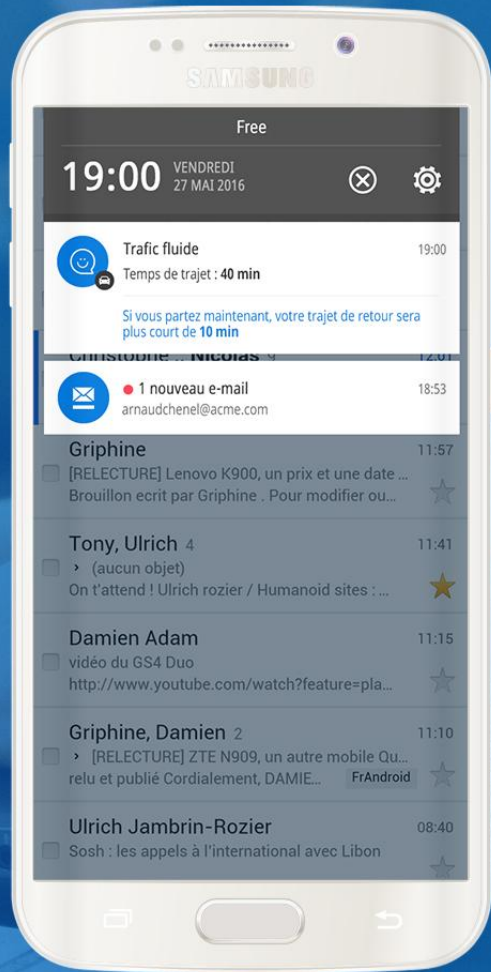 SAMSUNG
Free
19:00 VENDREDI
27 MAI 2016
Trafic fluide 19:00
Temps de trajet : 40 min
Si vous partez maintenant, votre trajet de retour sera
plus court de 10 min
Christophe .. Nicolas 9 12:01
1 nouveau e-mail 18:53
arnaudchenel@acme.com
Griphine 11:57
[RELECTURE] Lenovo K900, un prix et une date ...
Brouillon ecrit par Griphine . Pour modifier ou...
Tony, Ulrich 4 11:41
› (aucun objet)
On t'attend ! Ulrich rozier / Humanoid sites : ...
Damien Adam 11:15
vidéo du GS4 Duo
http://www.youtube.com/watch?feature=pla...
Griphine, Damien 2 11:10
› [RELECTURE] ZTE N909, un autre mobile Qu...
relu et publié Cordialement, DAMIE... FrAndroid
Ulrich Jambrin-Rozier 08:40
Sosh : les appels à l'international avec Libon